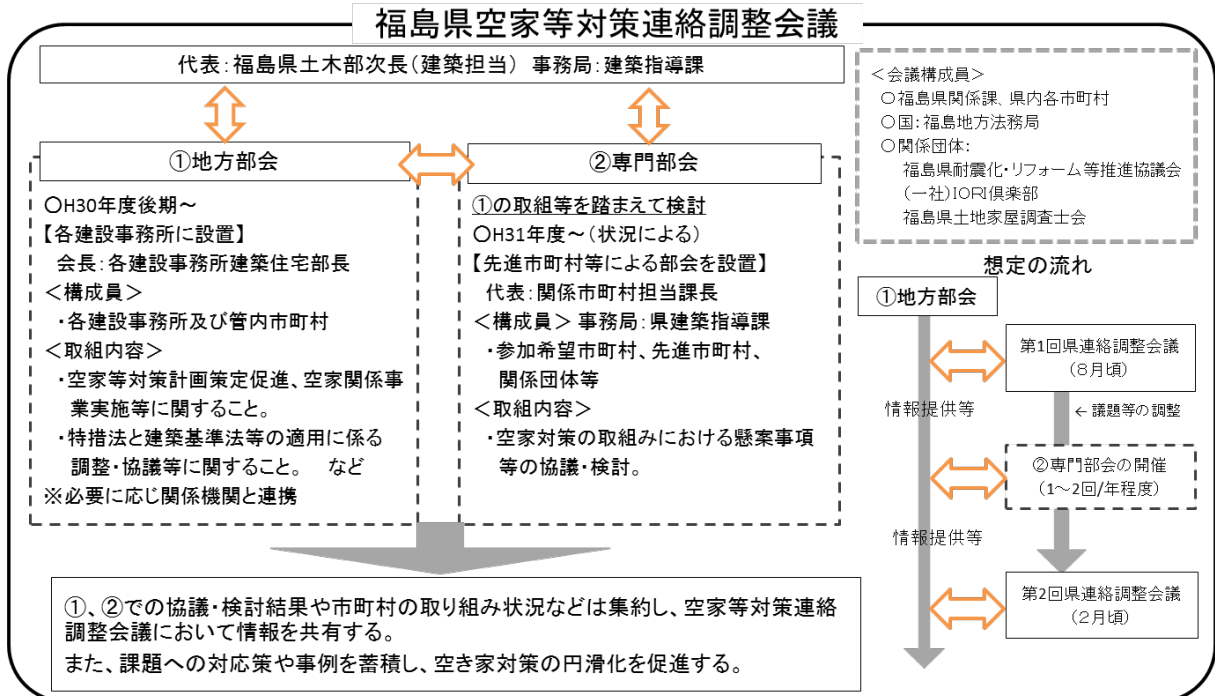 福島県空家等対策連絡調整会議
代表：福島県土木部次長（建築担当） 事務局：建築指導課
①地方部会
〇H30年度後期～
【各建設事務所に設置】
会長：各建設事務所建築住宅部長
＜構成員＞
・各建設事務所及び管内市町村
＜取組内容＞
・空家等対策計画策定促進、空家関係事
業実施等に関すること。
・特措法と建築基準法等の適用に係る
調整・協議等に関すること。 など
※必要に応じ関係機関と連携
②専門部会
①の取組等を踏まえて検討
〇H31年度～（状況による）
【先進市町村等による部会を設置】
代表：関係市町村担当課長
＜構成員＞ 事務局：県建築指導課
・参加希望市町村、先進市町村、
関係団体等
＜取組内容＞
・空家対策の取組みにおける懸案事項
等の協議・検討。
①、②での協議・検討結果や市町村の取り組み状況などは集約し、空家等対策連絡
調整会議において情報を共有する。
また、課題への対応策や事例を蓄積し、空き家対策の円滑化を促進する。
＜会議構成員＞
〇福島県関係課、県内各市町村
〇国：福島地方法務局
〇関係団体：
福島県耐震化・リフォーム等推進協議会
（一社）IORI倶楽部
福島県土地家屋調査士会
想定の流れ
①地方部会
第1回県連絡調整会議
（8月頃）
情報提供等
←議題等の調整
②専門部会の開催
（1～2回/年程度）
情報提供等
第2回県連絡調整会議
（2月頃）